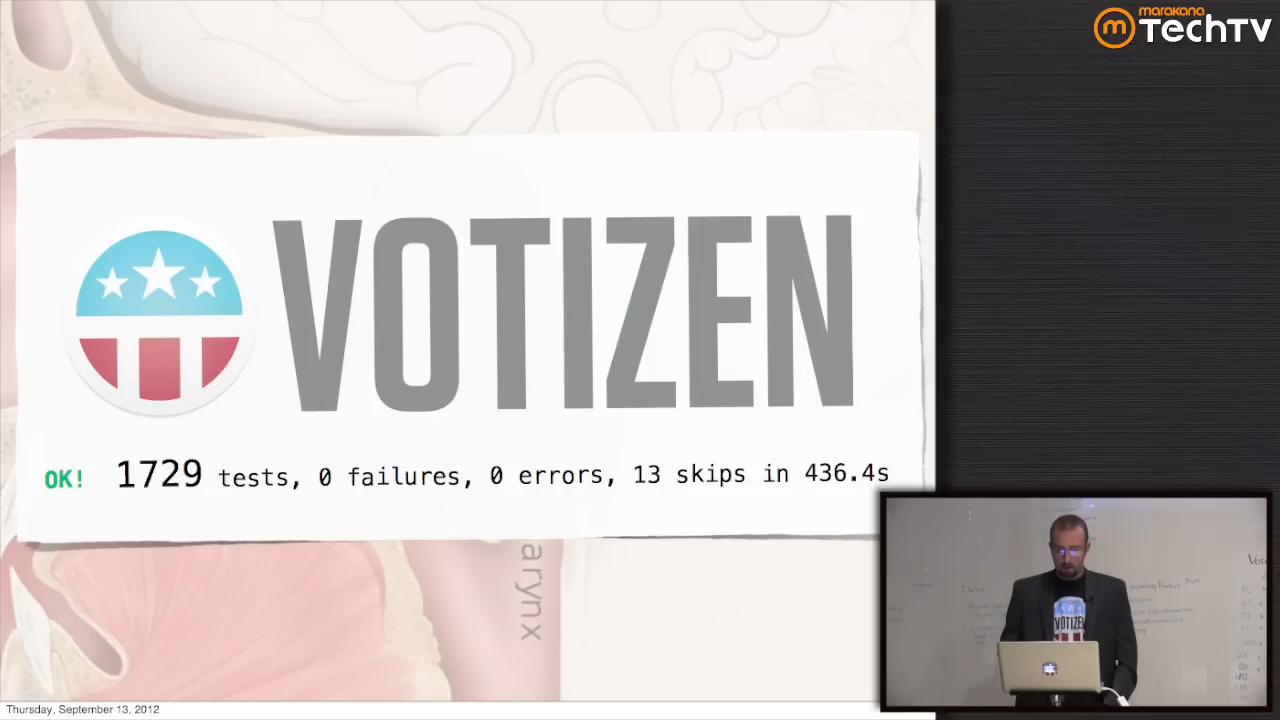 marakana
TechTV
VOTIZEN
OK! 1729 tests, 0 failures, 0 errors, 13 skips in 436.4s
arynx
VOTIZEN
Thursday, September 13, 2012